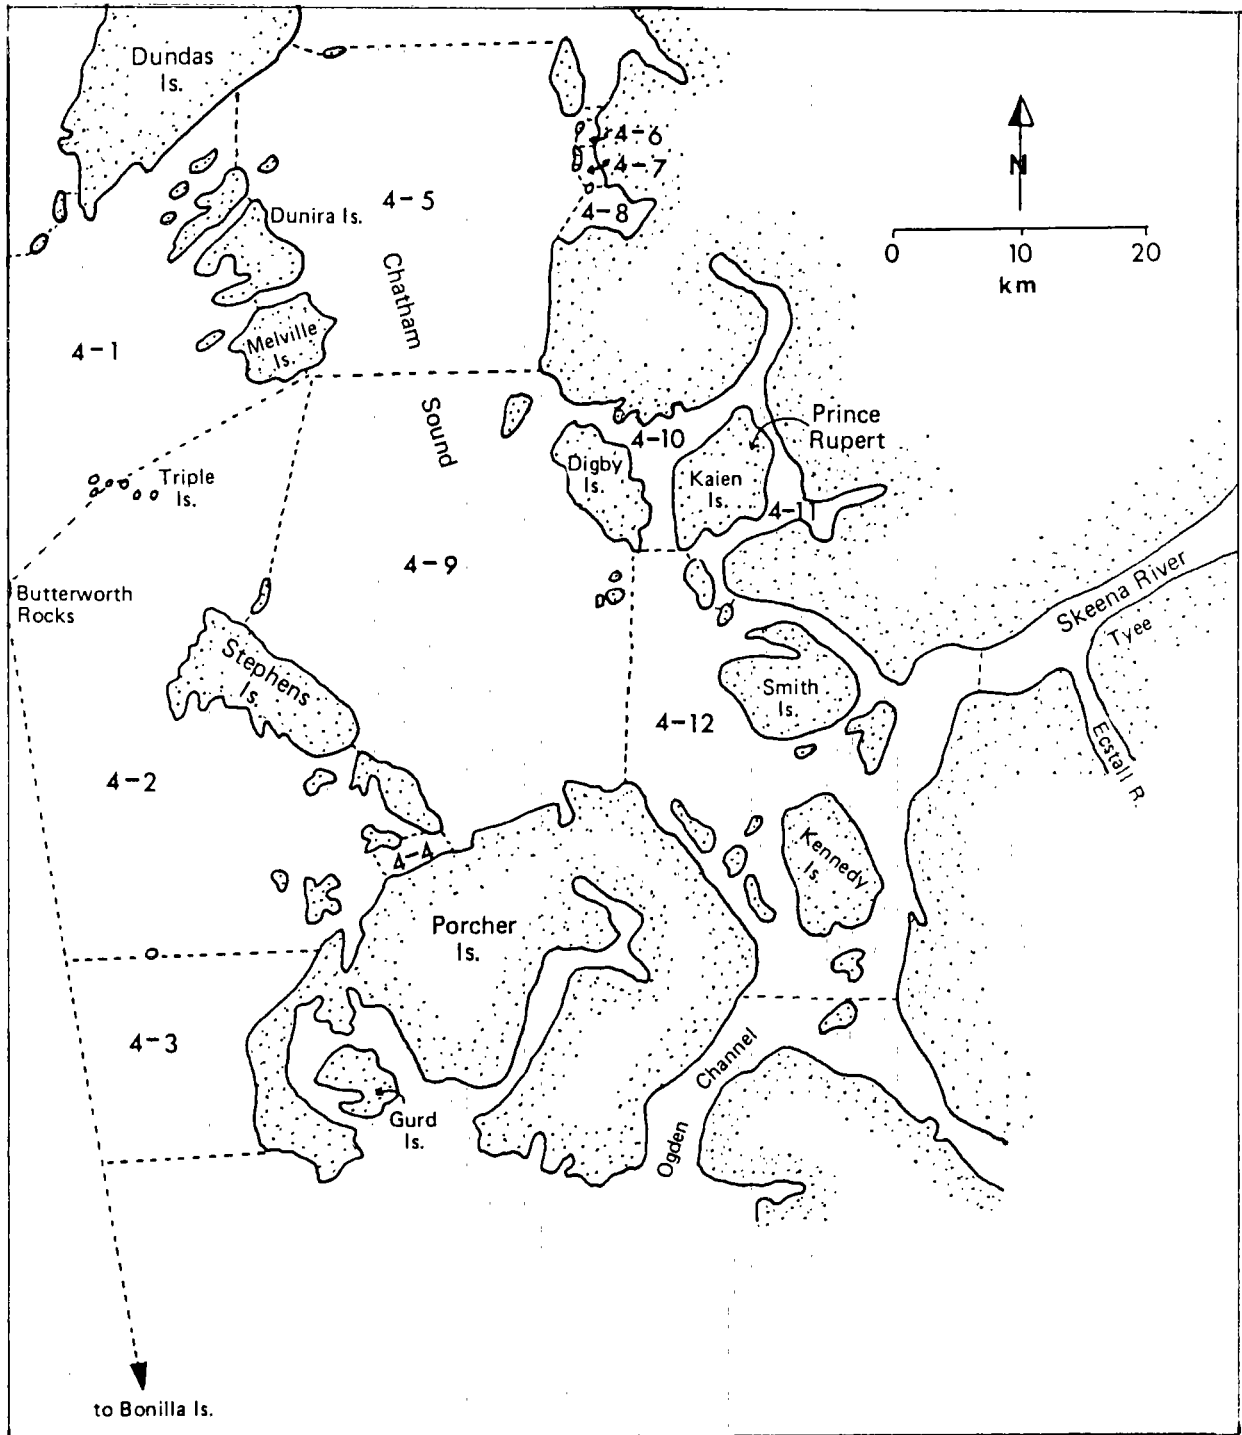 Dundas
Is.
4-6
4-7
N
4-5
4-8
Dunira Is.
0 10 20
km
Chatham
4-1
Melville
Is.
Sound
Prince
Rupert
4-10
Digby
Is.
Kaien
Is.
Triple
Is.
4-11
4-9
Butterworth
Rocks
Skeena River
Tyee
Stephens
Is.
Smith
Is.
4-12
Ecstall R.
4-2
4-4
Kennedy
Is.
Porcher
Is.
4-3
Ogden Channel
Gurd
Is.
to Bonilla Is.